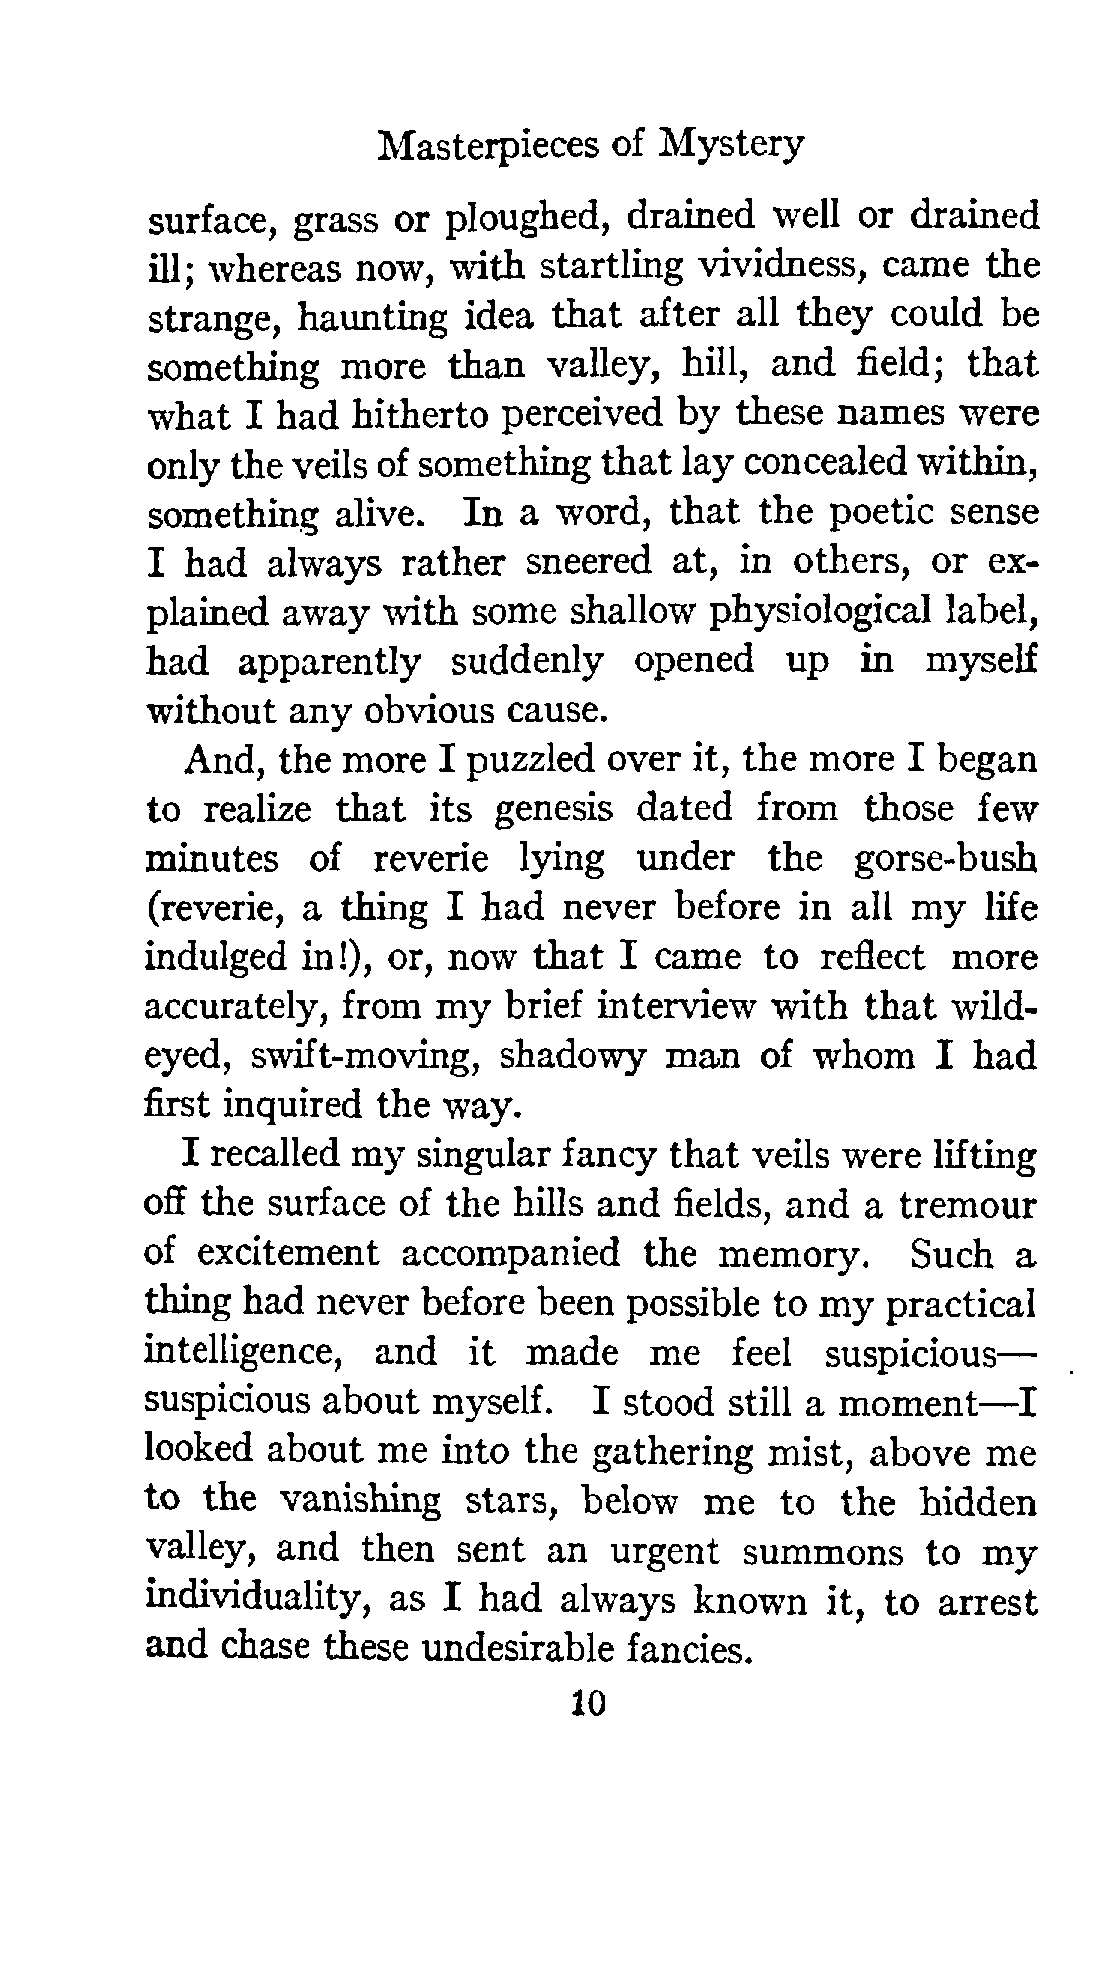 Masterpieces of Mystery
surface, grass or ploughed, drained well or drained
ill; whereas now, with startling vividness, came the
strange, haunting idea that after all they could be
something more than valley, hill, and field; that
what I had hitherto perceived by these names were
only the veils of something that lay concealed within,
something alive. In a word, that the poetic sense
I had always rather sneered at, in others, or ex-
plained away with some shallow physiological label,
had apparently suddenly opened up in myself
without any obvious cause.
And, the more I puzzled over it, the more I began
to realize that its genesis dated from those few
minutes of reverie lying under the gorse-bush
(reverie, a thing I had never before in all my life
indulged in!), or, now that I came to reflect more
accurately, from my brief interview with that wild-
eyed, swift-moving, shadowy man of whom I had
first inquired the way.
I recalled my singular fancy that veils were lifting
off the surface of the hills and fields, and a tremour
of excitement accompanied the memory. Such a
thing had never before been possible to my practical
intelligence, and it made me feel suspicious—
suspicious about myself. I stood still a moment—I
looked about me into the gathering mist, above me
to the vanishing stars, below me to the hidden
valley, and then sent an urgent summons to my
individuality, as I had always known it, to arrest
and chase these undesirable fancies.
10